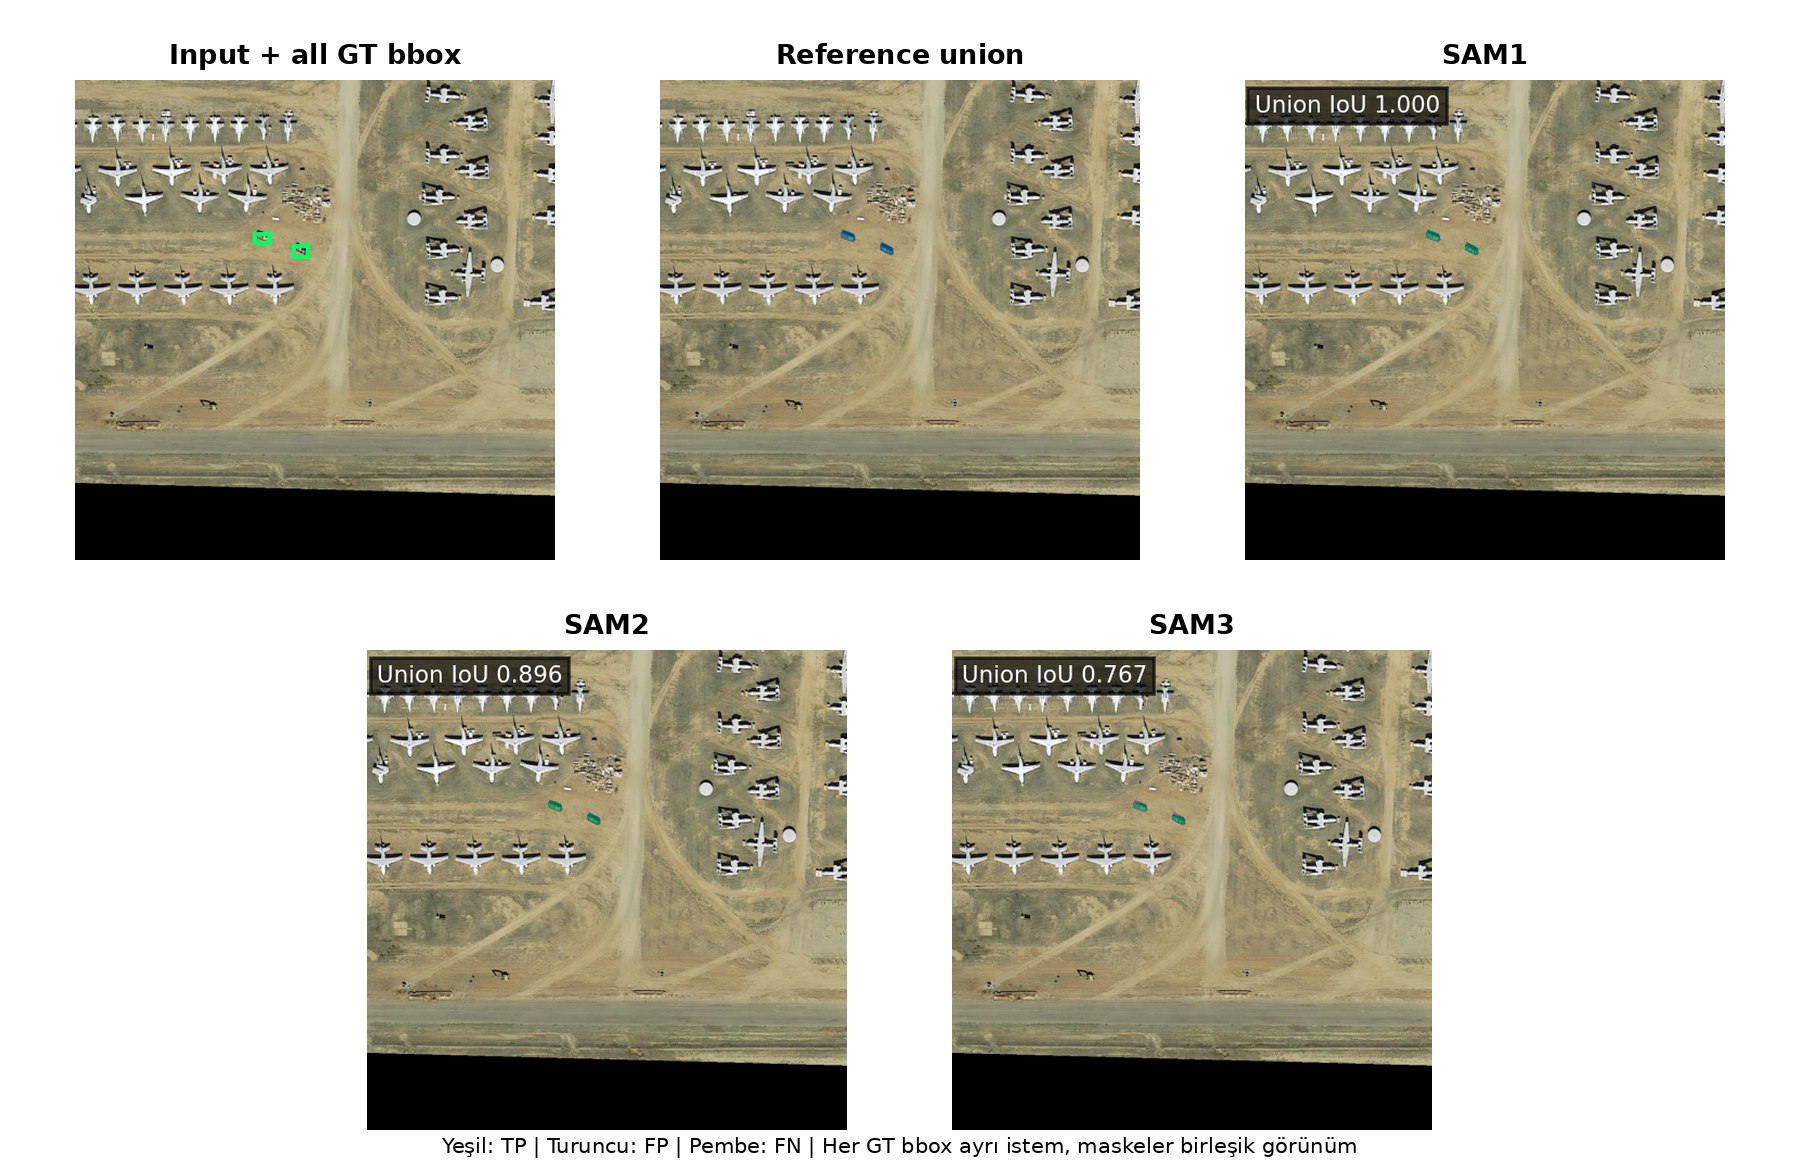 Input + all GT bbox
Reference union
SAM1
Union IoU 1.000
SAM2
SAM3
Union IoU 0.896
Union IoU 0.767
Yeşil: TP | Turuncu: FP | Pembe: FN | Her GT bbox ayrı istem, maskeler birleşik görünüm